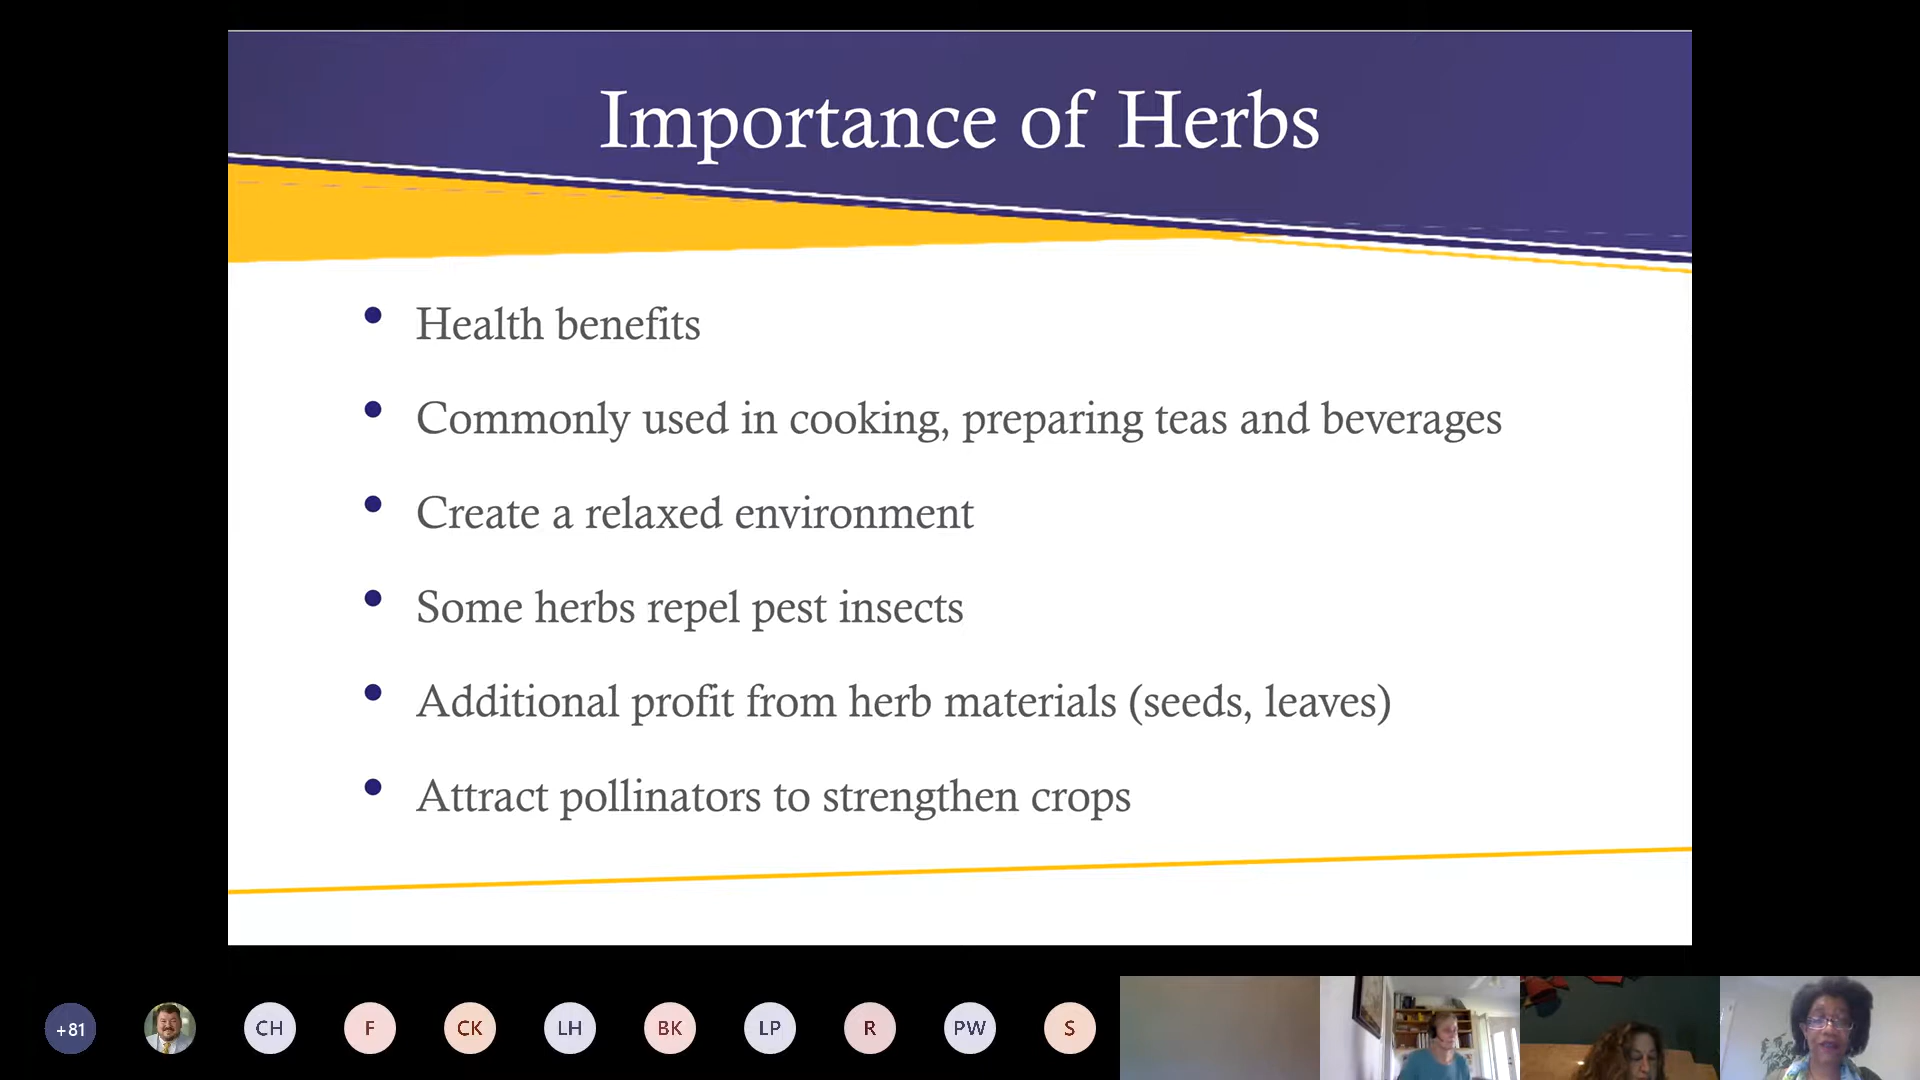 Importance of Herbs
Health benefits
Commonly used in cooking, preparing teas and beverages
Create a relaxed environment
Some herbs repel pest insects
Additional profit from herb materials (seeds, leaves)
Attract pollinators to strengthen crops
+81 CH F CK LH BK LP R PW S